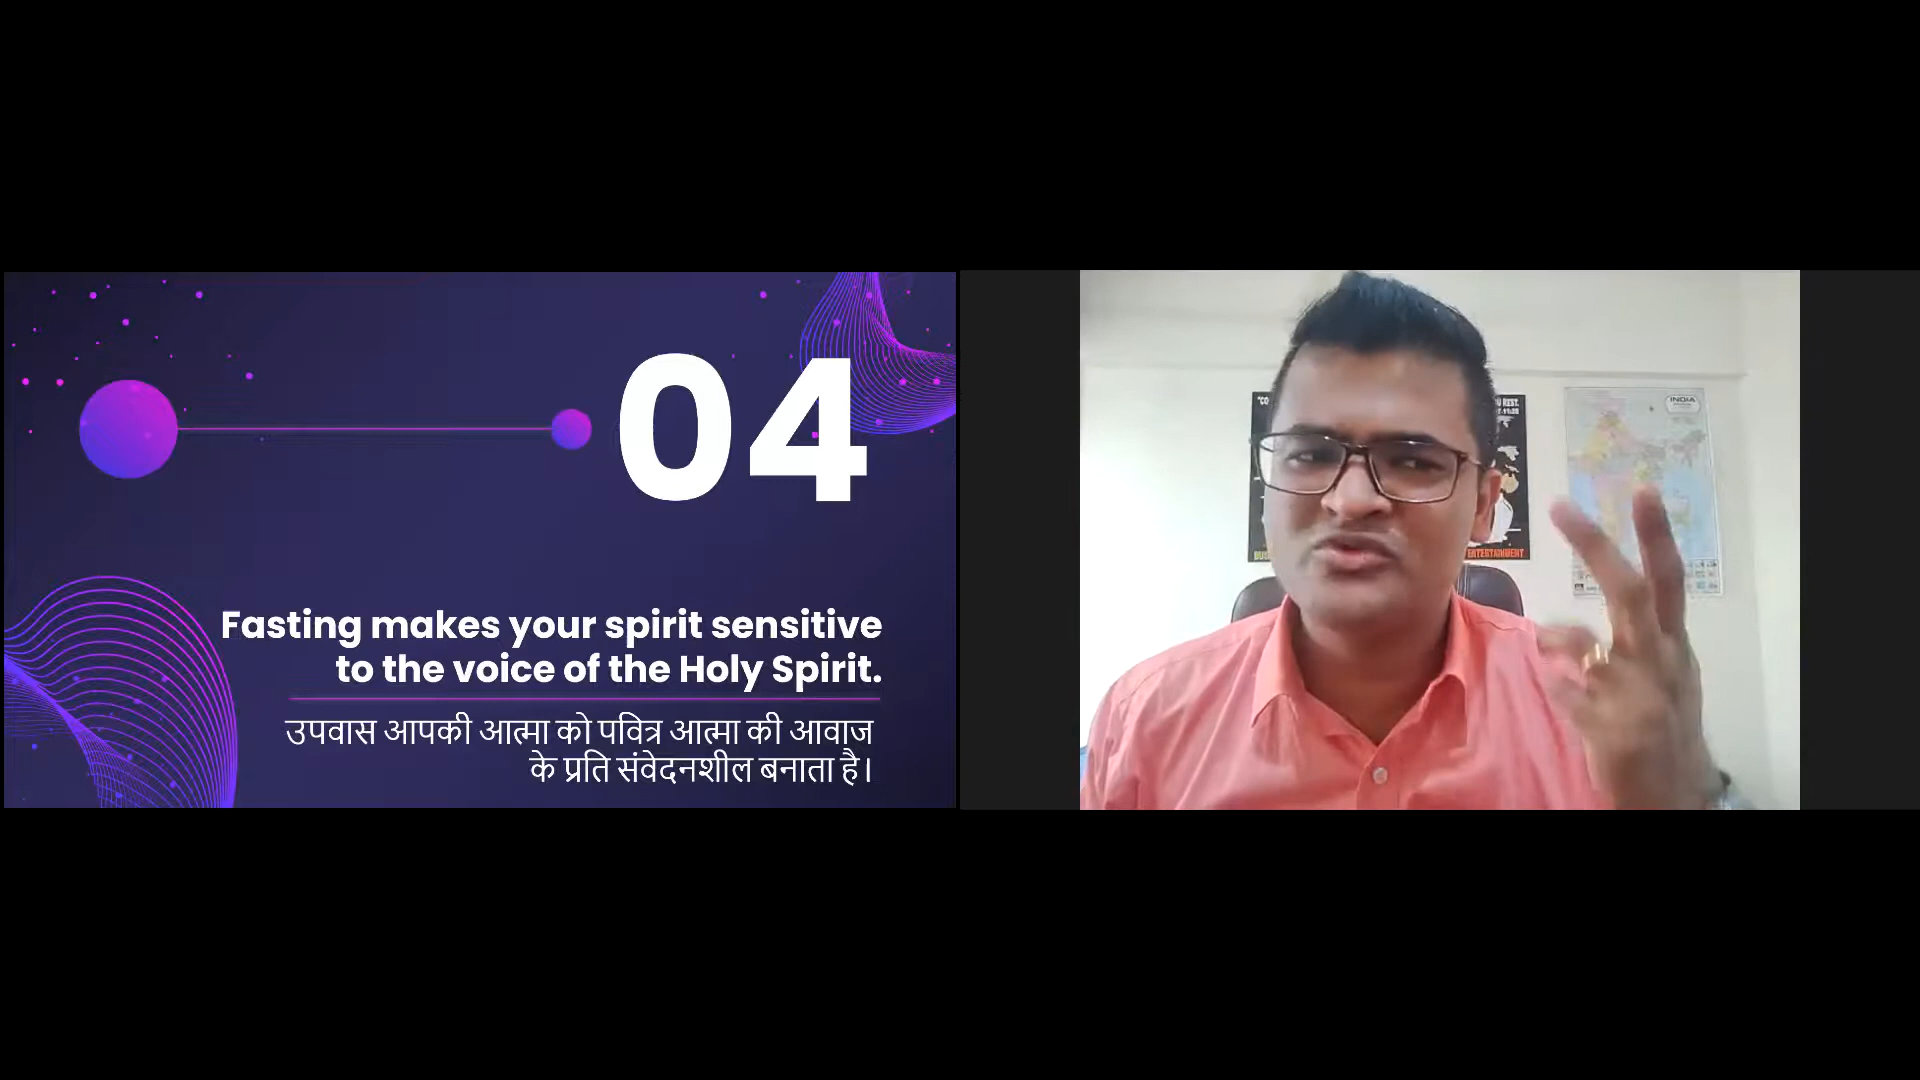 04
Fasting makes your spirit sensitive
to the voice of the Holy Spirit.
उपवास आपकी आत्मा को पवित्र आत्मा की आवाज
के प्रति संवेदनशील बनाता है।
INDIA
REST.
ENTERTAINMENT